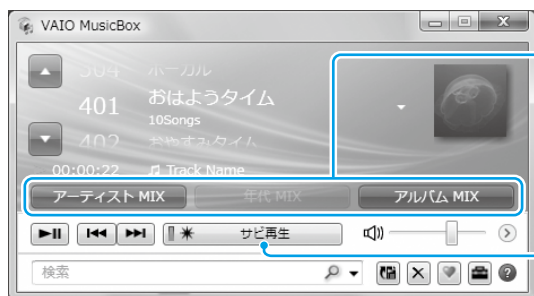 VAIO MusicBox
304 ボーカル
401 おはようタイム
10Songs
402 おやすみタイム
00:00:22 Track Name
アーティスト MIX 年代 MIX アルバム MIX
サビ再生
検索